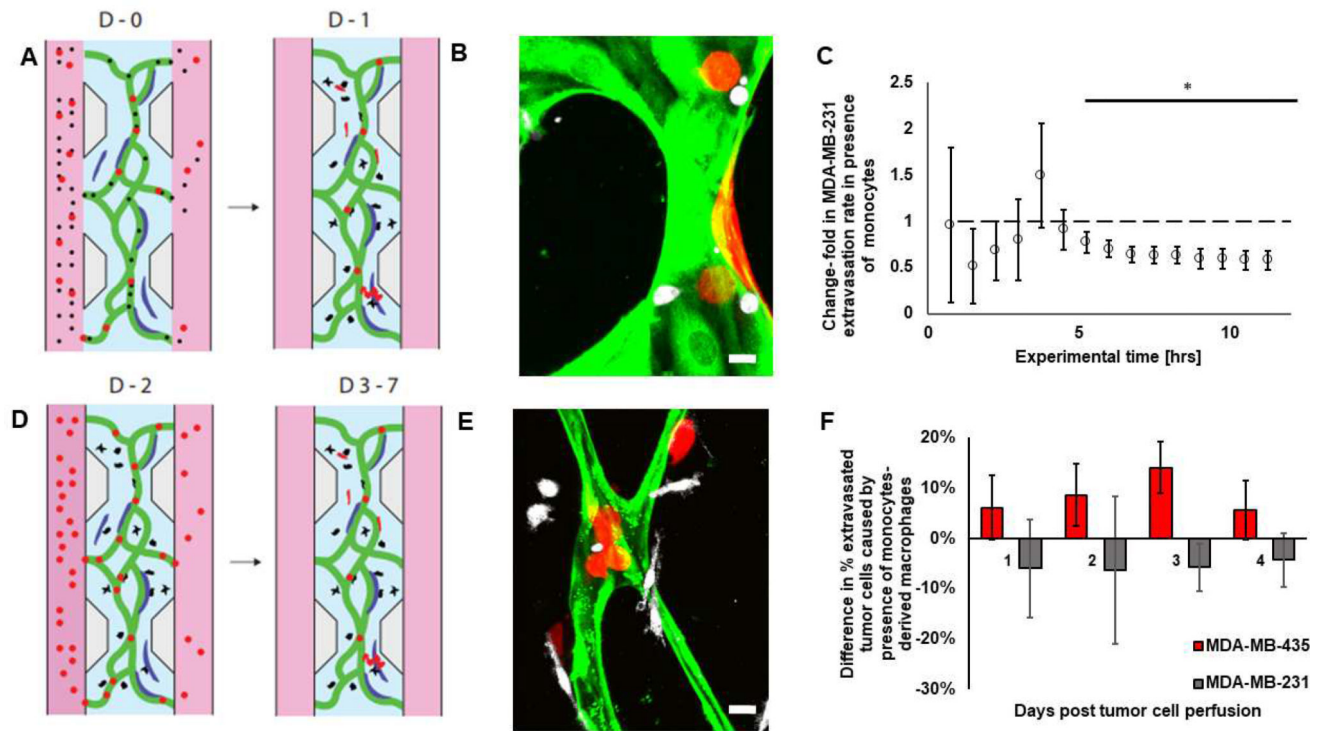 A
D - 0
D - 1
B
C
2.5
2
1.5
1
0.5
0
Change-fold in MDA-MB-231
extravasation rate in presence
of monocytes
*
0
5
10
Experimental time [hrs]
D
D - 2
D 3 - 7
E
F
20%
10%
0%
-10%
-20%
-30%
Difference in % extravasated
tumor cells caused by
presence of monocytes-
derived macrophages
1
2
3
4
MDA-MB-435
MDA-MB-231
Days post tumor cell perfusion